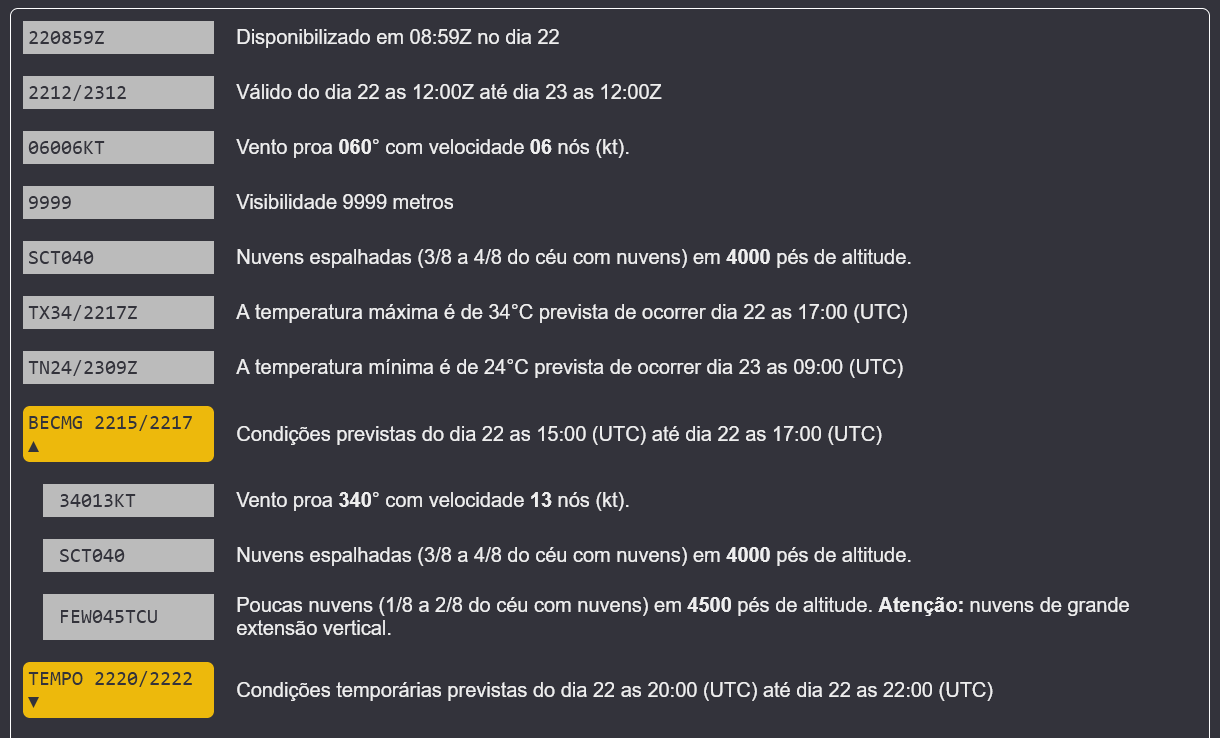 220859Z Disponibilizado em 08:59Z no dia 22
2212/2312 Válido do dia 22 as 12:00Z até dia 23 as 12:00Z
06006KT Vento proa 060° com velocidade 06 nós (kt).
9999 Visibilidade 9999 metros
SCT040 Nuvens espalhadas (3/8 a 4/8 do céu com nuvens) em 4000 pés de altitude.
TX34/2217Z A temperatura máxima é de 34°C prevista de ocorrer dia 22 as 17:00 (UTC)
TN24/2309Z A temperatura mínima é de 24°C prevista de ocorrer dia 23 as 09:00 (UTC)
BECMG 2215/2217 ▲ Condições previstas do dia 22 as 15:00 (UTC) até dia 22 as 17:00 (UTC)
34013KT Vento proa 340° com velocidade 13 nós (kt).
SCT040 Nuvens espalhadas (3/8 a 4/8 do céu com nuvens) em 4000 pés de altitude.
FEW045TCU Poucas nuvens (1/8 a 2/8 do céu com nuvens) em 4500 pés de altitude. Atenção: nuvens de grande
extensão vertical.
TEMPO 2220/2222 ▼ Condições temporárias previstas do dia 22 as 20:00 (UTC) até dia 22 as 22:00 (UTC)